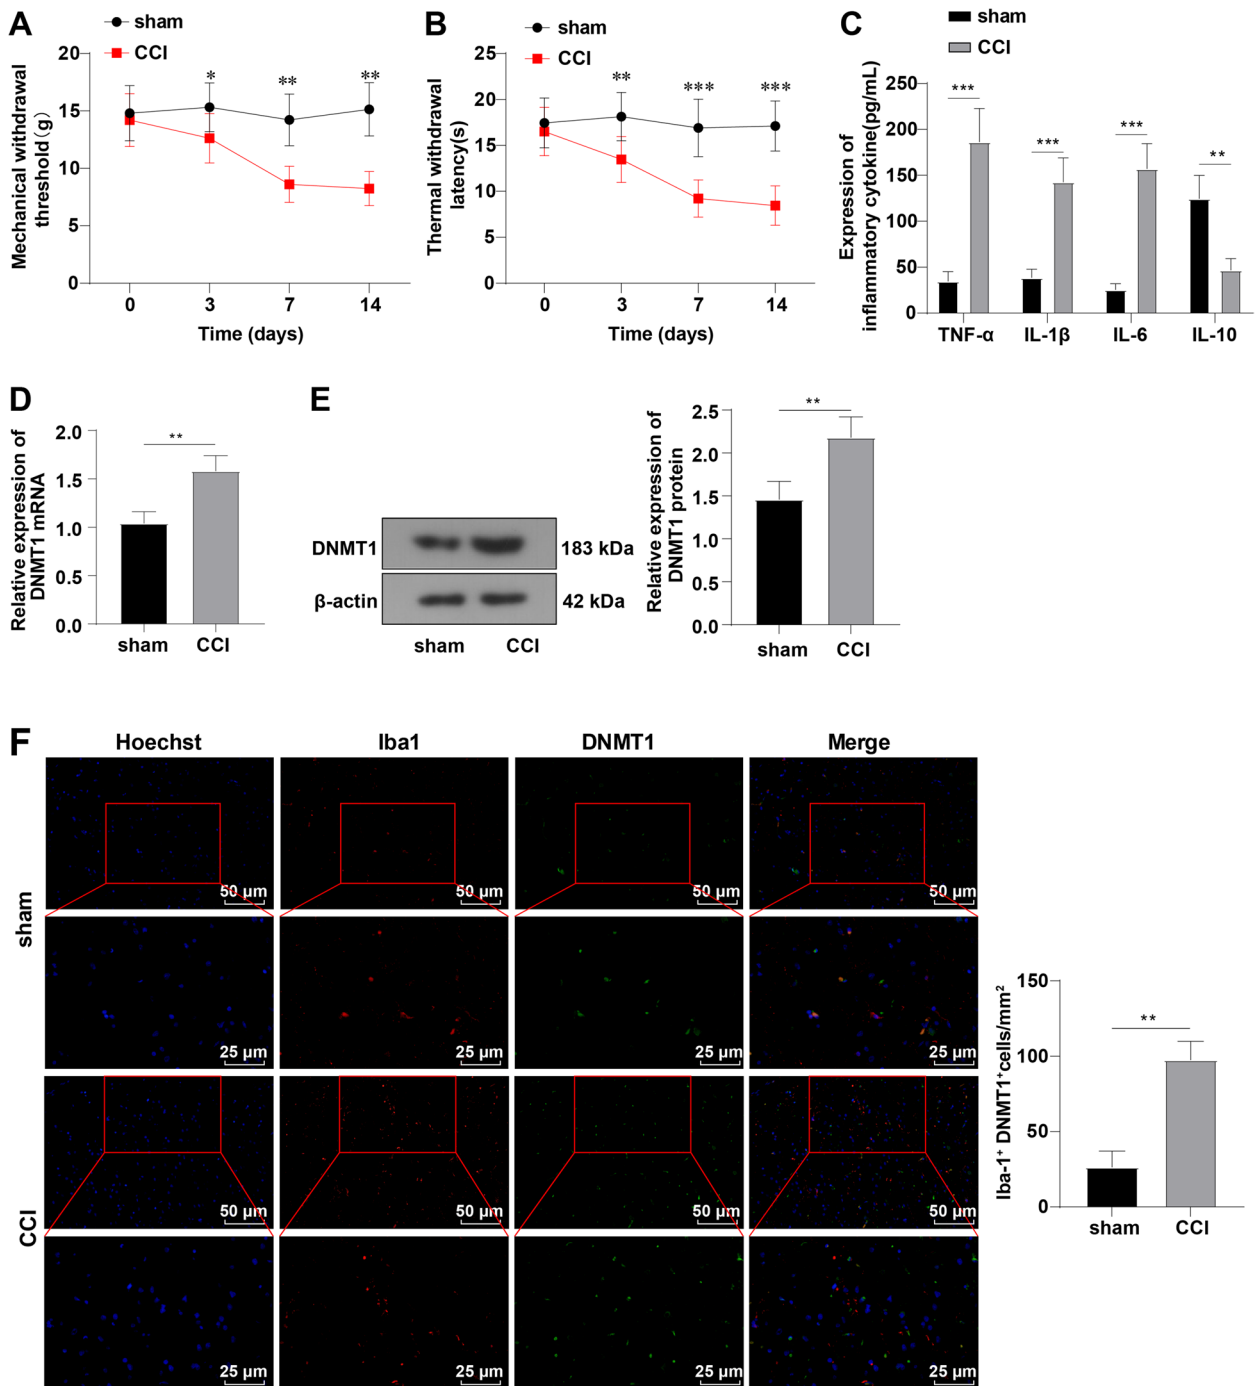 A
sham
CCI
Mechanical withdrawal
threshold (g)
20
15
10
5
0
*
**
**
0
3
7
14
Time (days)
B
sham
CCI
Thermal withdrawal
latency(s)
25
20
15
10
5
0
**
***
***
0
3
7
14
Time (days)
C
sham
CCI
Expression of
inflammatory cytokine(pg/mL)
250
200
150
100
50
0
***
***
***
**
TNF-α
IL-1β
IL-6
IL-10
D
Relative expression of
DNMT1 mRNA
2.0
1.5
1.0
0.5
0.0
**
sham
CCI
E
DNMT1
183 kDa
β-actin
42 kDa
sham
CCI
Relative expression of
DNMT1 protein
2.5
2.0
1.5
1.0
0.5
0.0
**
sham
CCI
F
Hoechst
Iba1
DNMT1
Merge
sham
50 μm
50 μm
50 μm
50 μm
25 μm
25 μm
25 μm
25 μm
CCI
50 μm
50 μm
50 μm
50 μm
25 μm
25 μm
25 μm
25 μm
Iba-1⁺ DNMT1⁺cells/mm²
150
100
50
0
**
sham
CCI